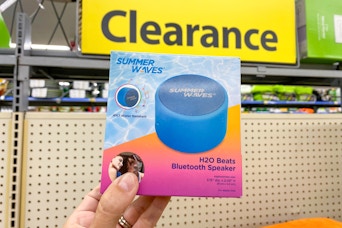 Clearance
SUMMER
WAVES
SUMMER
WAVES
H2O Beats
Bluetooth Speaker